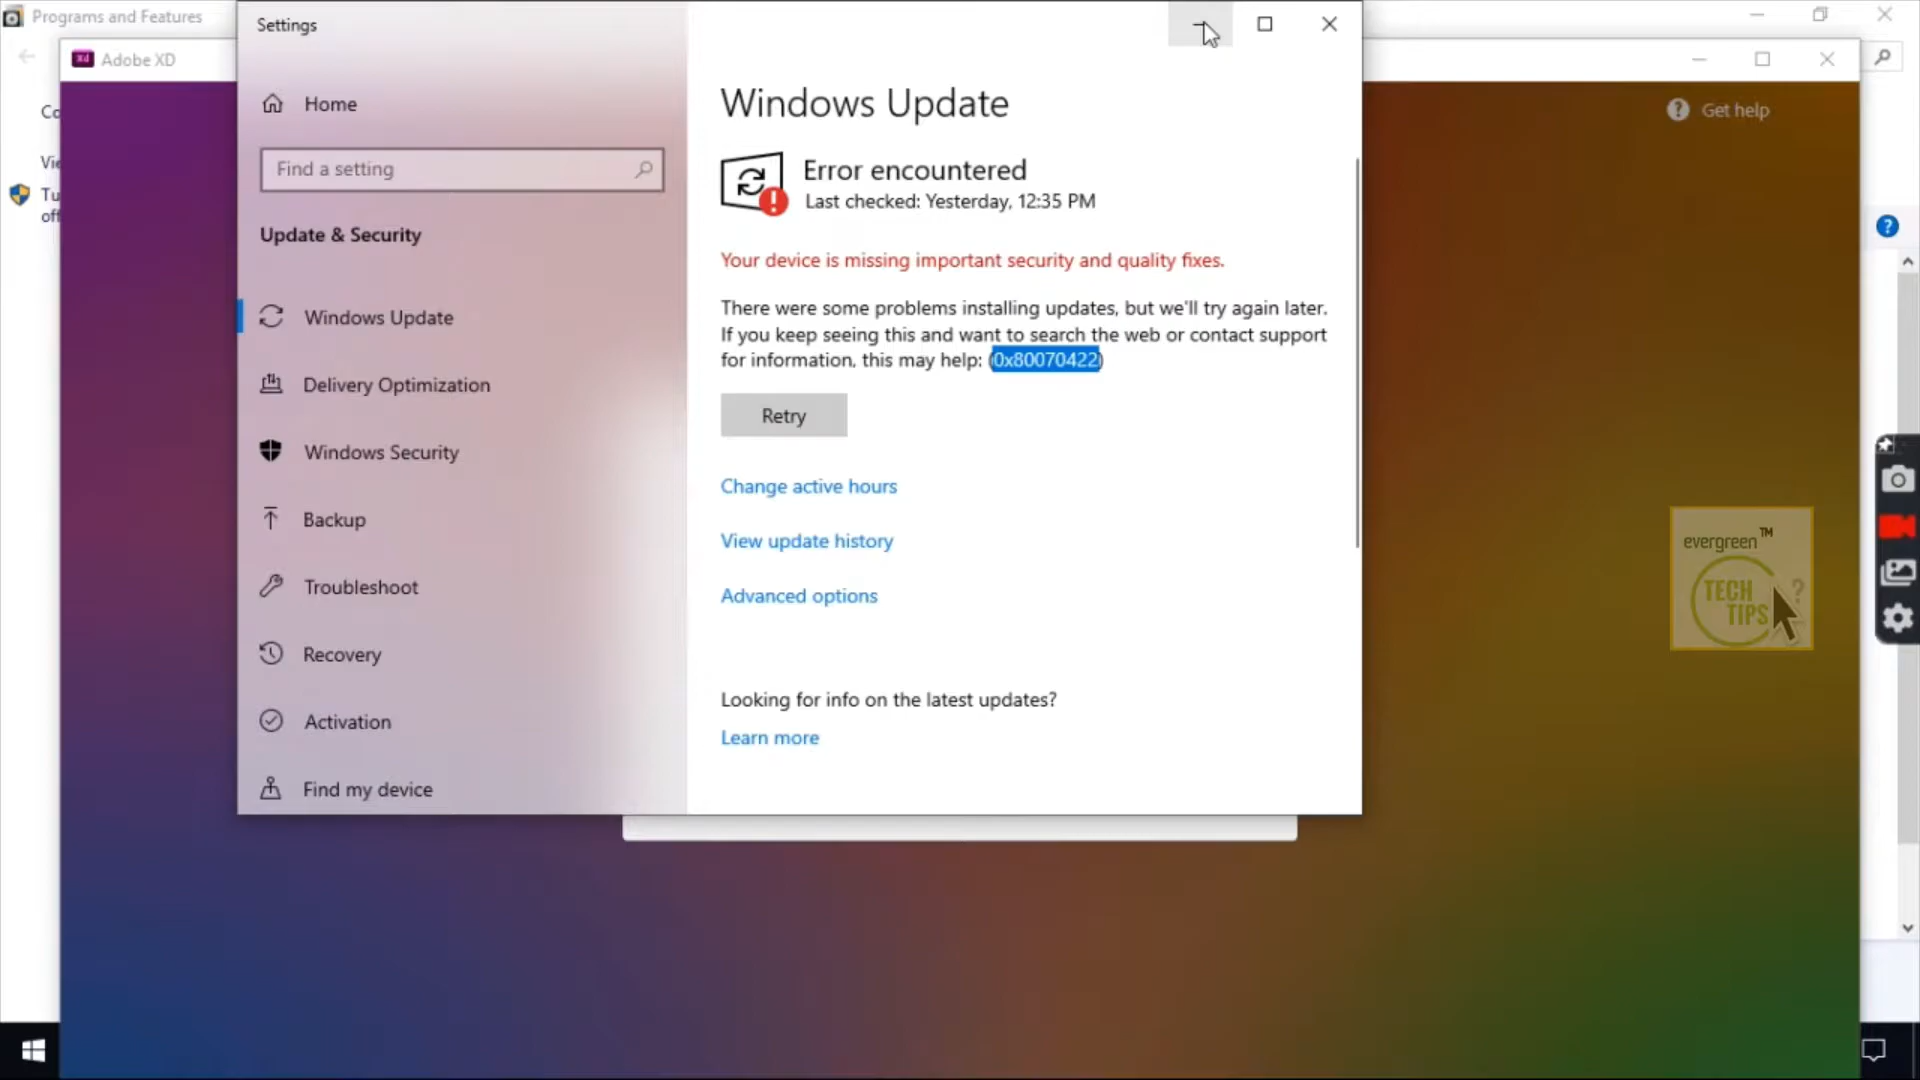 Programs and Features
Adobe XD
Settings
Get help
Co
Vie
Tu
off
Home
Find a setting
Update & Security
Windows Update
Delivery Optimization
Windows Security
Backup
Troubleshoot
Recovery
Activation
Find my device
Windows Update
Error encountered
Last checked: Yesterday, 12:35 PM
Your device is missing important security and quality fixes.
There were some problems installing updates, but we'll try again later.
If you keep seeing this and want to search the web or contact support
for information, this may help: (0x80070422)
Retry
Change active hours
View update history
Advanced options
Looking for info on the latest updates?
Learn more
evergreen™
TECH
TIPS
?